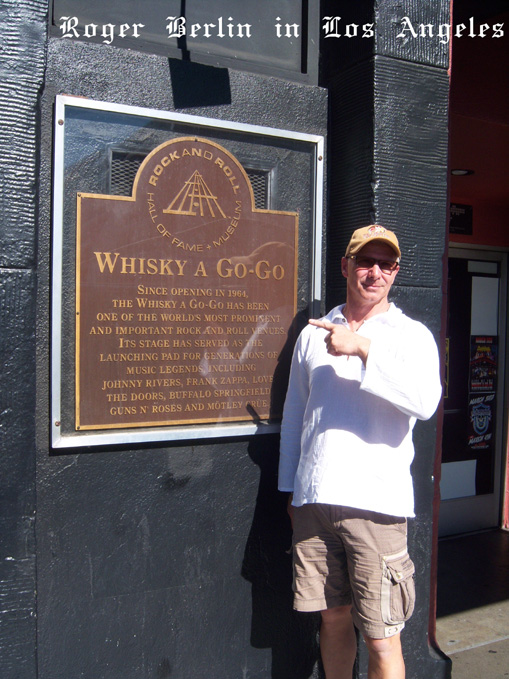 Roger Berlin in Los Angeles
ROCK AND ROLL
HALL OF FAME + MUSEUM
WHISKY A GO-GO
SINCE OPENING IN 1964,
THE WHISKY A GO-GO HAS BEEN
ONE OF THE WORLD'S MOST PROMINENT
AND IMPORTANT ROCK AND ROLL VENUES.
ITS STAGE HAS SERVED AS THE
LAUNCHING PAD FOR GENERATIONS OF
MUSIC LEGENDS, INCLUDING
JOHNNY RIVERS, FRANK ZAPPA, LOVE,
THE DOORS, BUFFALO SPRINGFIELD,
GUNS N' ROSES AND MÖTLEY CRÜE.